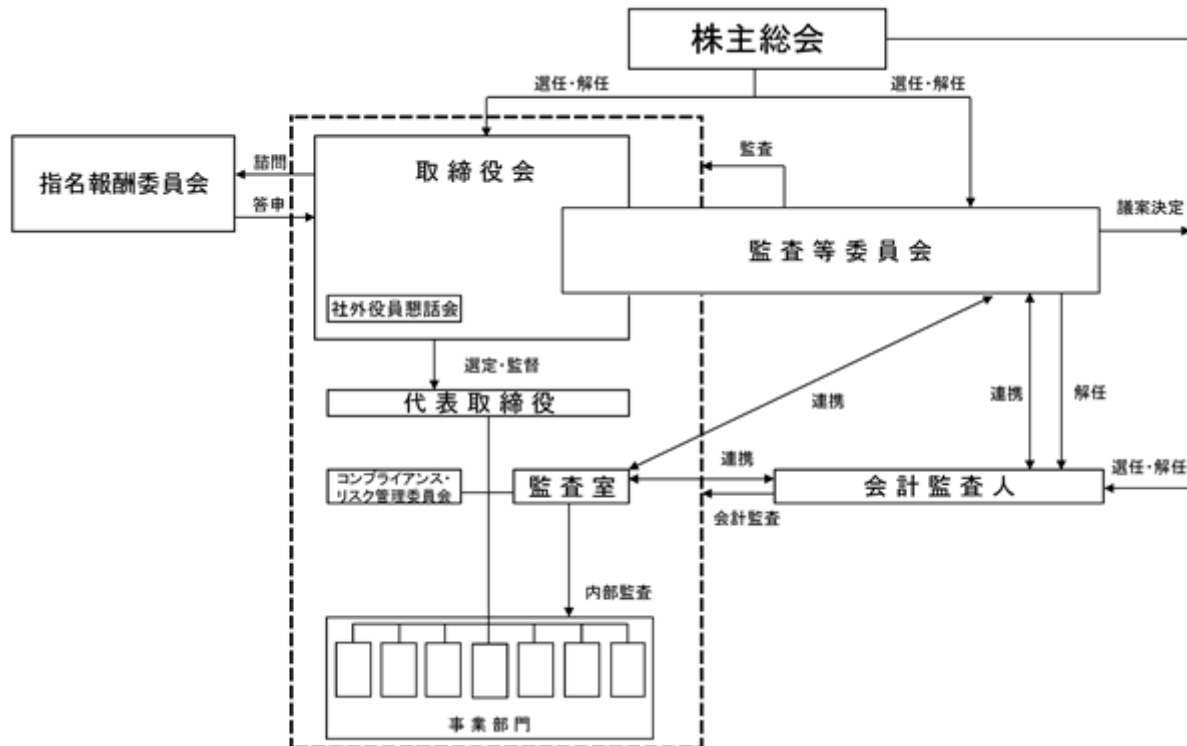 株主総会
選任・解任
選任・解任
指名報酬委員会
諮問
答申
取締役会
監査
監査等委員会
議案決定
社外役員懇話会
選定・監督
代表取締役
連携
連携
解任
コンプライアンス・
リスク管理委員会
監査室
連携
会計監査人
選任・解任
会計監査
内部監査
事業部門